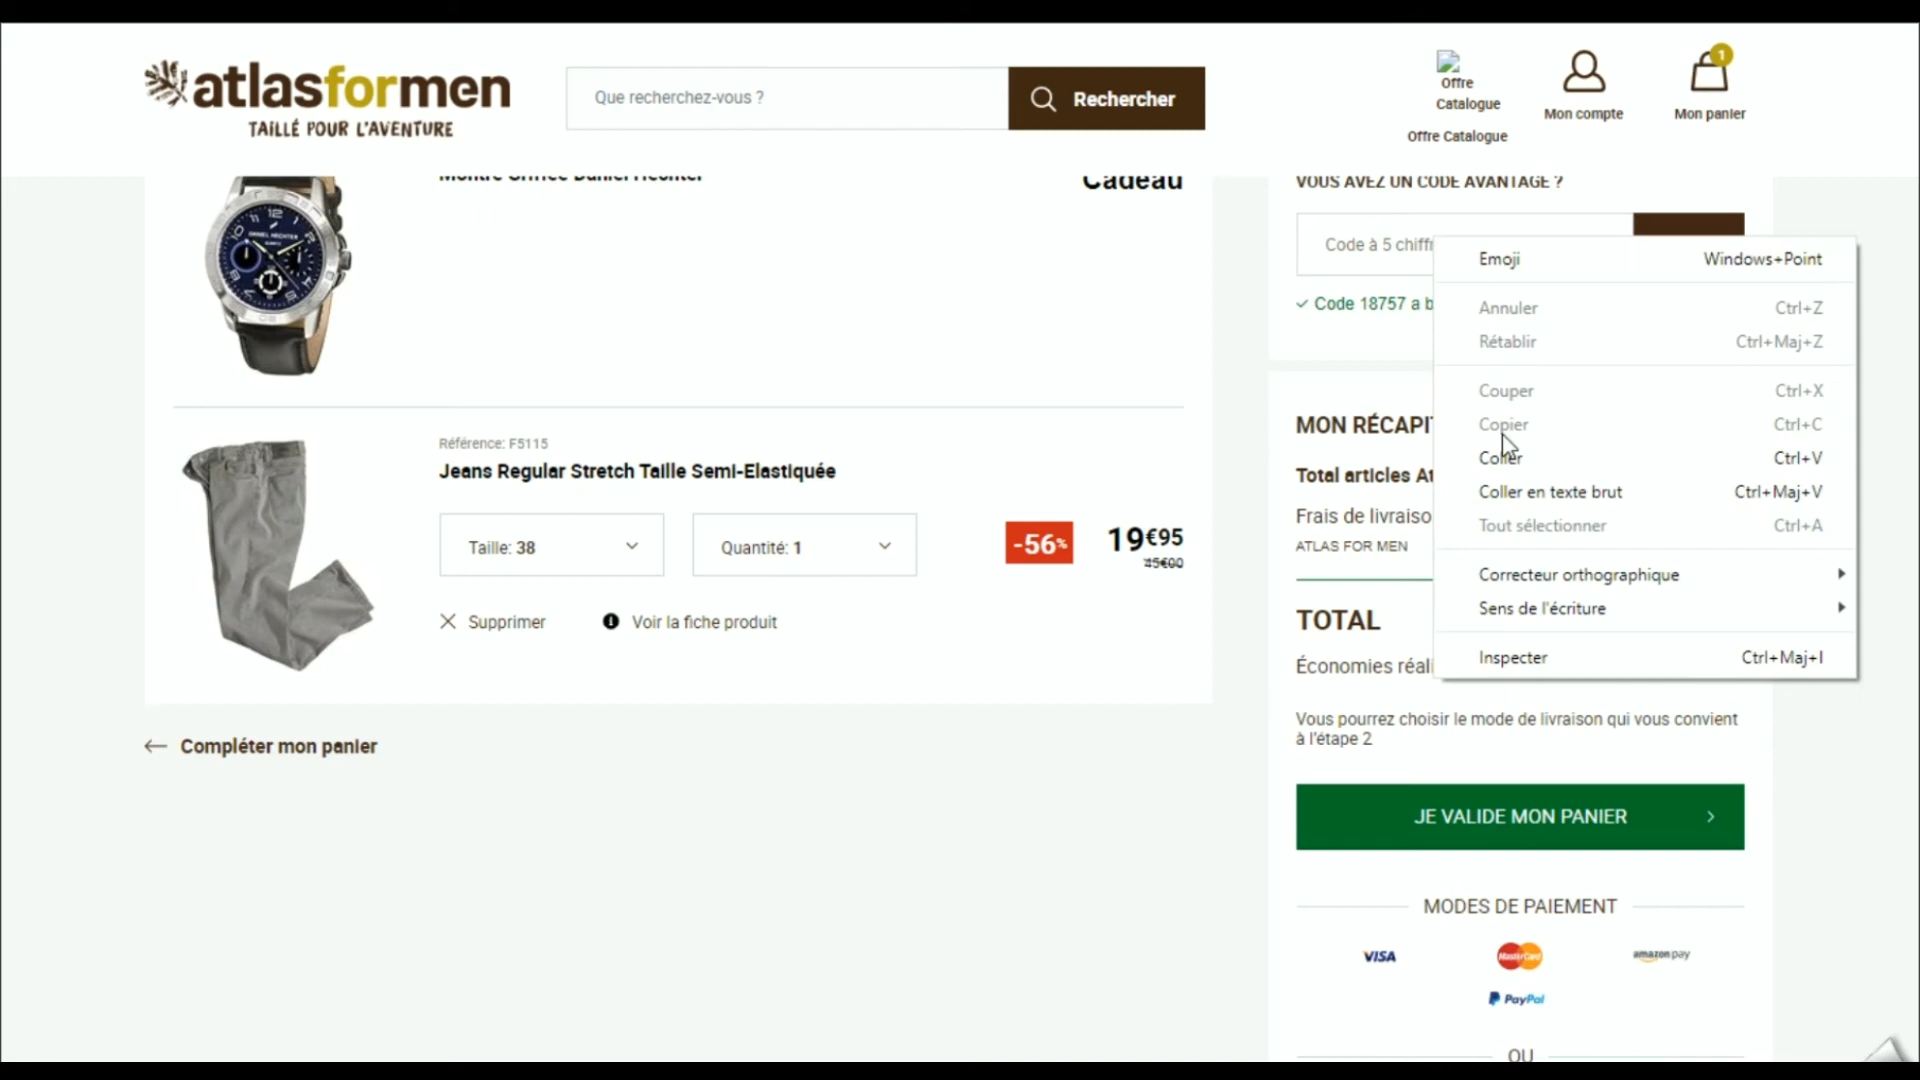 atlasformen
TAILLÉ POUR L'AVENTURE
Que recherchez-vous ?
Rechercher
Offre
Catalogue
Offre Catalogue
Mon compte
1
Mon panier
Cadeau
DANIEL HECHTER
Référence: F5115
Jeans Regular Stretch Taille Semi-Elastiquée
Taille: 38
Quantité: 1
-56%
19€95
45€00
Supprimer
Voir la fiche produit
Compléter mon panier
VOUS AVEZ UN CODE AVANTAGE ?
Code à 5 chiff
Code 18757 a b
MON RÉCAPI
Total articles At
Frais de livraiso
ATLAS FOR MEN
TOTAL
Économies réali
Vous pourrez choisir le mode de livraison qui vous convient
à l'étape 2
JE VALIDE MON PANIER
MODES DE PAIEMENT
VISA
MasterCard
amazon pay
PayPal
OU
Emoji Windows+Point
Annuler Ctrl+Z
Rétablir Ctrl+Maj+Z
Couper Ctrl+X
Copier Ctrl+C
Coller Ctrl+V
Coller en texte brut Ctrl+Maj+V
Tout sélectionner Ctrl+A
Correcteur orthographique
Sens de l'écriture
Inspecter Ctrl+Maj+I